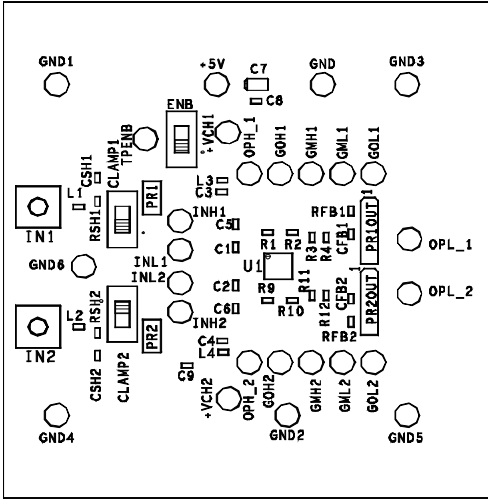 GND1
+5V
C7
GND
GND3
C8
ENB
+VCH1
TPENB
CLAMP1
OPH_1
GOH1
GMH1
GML1
GOL1
CSH1
L1
RSH1
PR1
L3
C3
INH1
C5
RFB1
1
PR1OUT
IN1
R1
R2
R3
R4
CFB1
OPL_1
INL1
C1
GND6
U1
INL2
C2
R9
R10
R11
R12
CFB2
1
PR2OUT
OPL_2
RSH2
C6
L2
INH2
PR2
RFB2
IN2
C4
L4
CSH2
CLAMP2
C9
+VCH2
OPH_2
GOH2
GMH2
GML2
GOL2
GND4
GND2
GND5